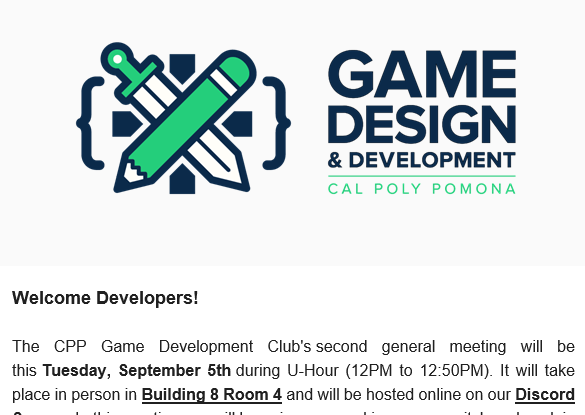 GAME
DESIGN
& DEVELOPMENT
CAL POLY POMONA
Welcome Developers!
The CPP Game Development Club's second general meeting will be
this Tuesday, September 5th during U-Hour (12PM to 12:50PM). It will take
place in person in Building 8 Room 4 and will be hosted online on our Discord